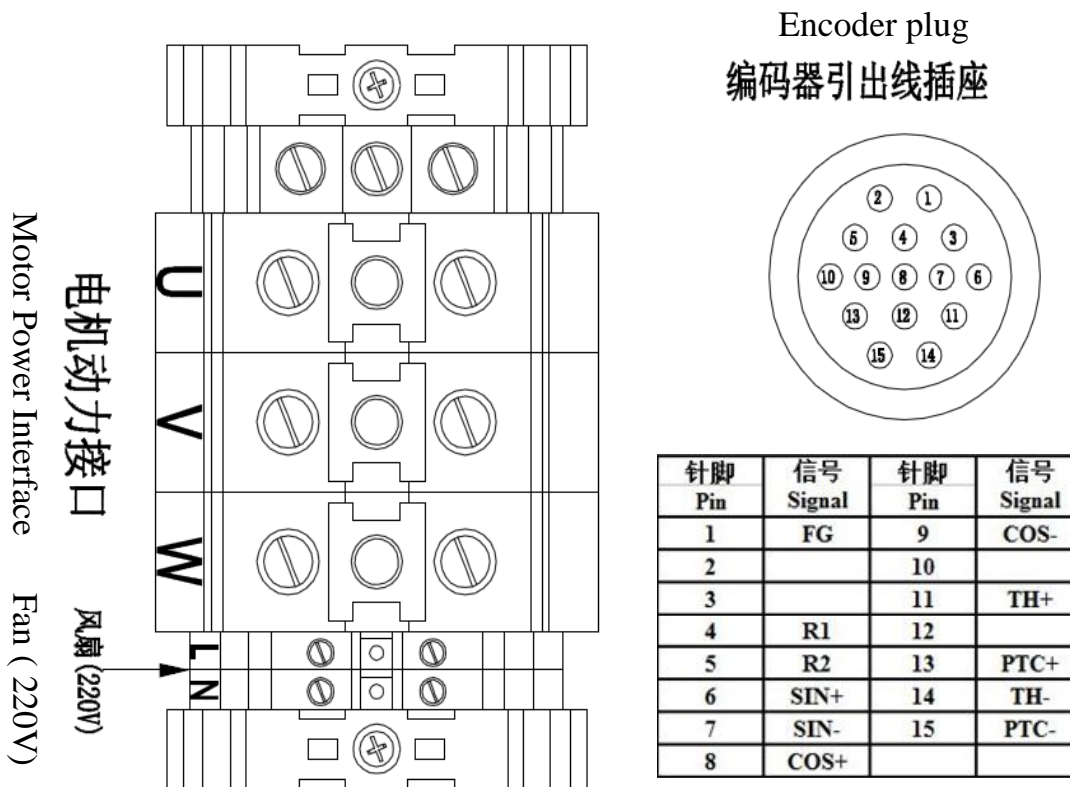 Motor Power Interface
电机动力接口
Fan ( 220V)
风扇(220V)
U
V
W
L
N
Encoder plug
编码器引出线插座
2 1
5 4 3
10 9 8 7 6
13 12 11
15 14
针脚 信号 针脚 信号
Pin Signal Pin Signal
1 FG 9 COS-
2 10
3 11 TH+
4 R1 12
5 R2 13 PTC+
6 SIN+ 14 TH-
7 SIN- 15 PTC-
8 COS+